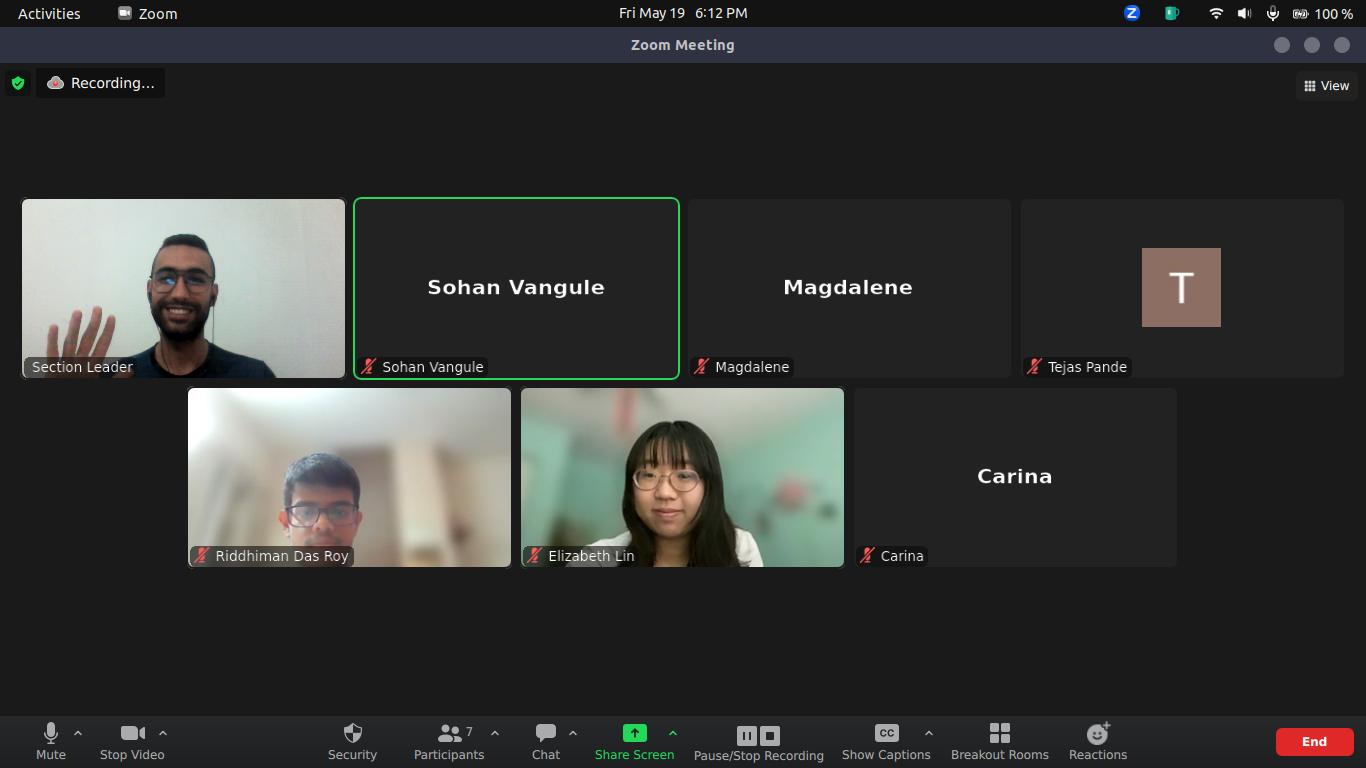 Activities
Zoom
Fri May 19 6:12 PM
Z
100 %
Zoom Meeting
Recording...
View
Section Leader
Sohan Vangule
Sohan Vangule
Magdalene
Magdalene
T
Tejas Pande
Riddhiman Das Roy
Elizabeth Lin
Carina
Carina
Mute
Stop Video
Security
7
Participants
Chat
Share Screen
Pause/Stop Recording
CC
Show Captions
Breakout Rooms
Reactions
End